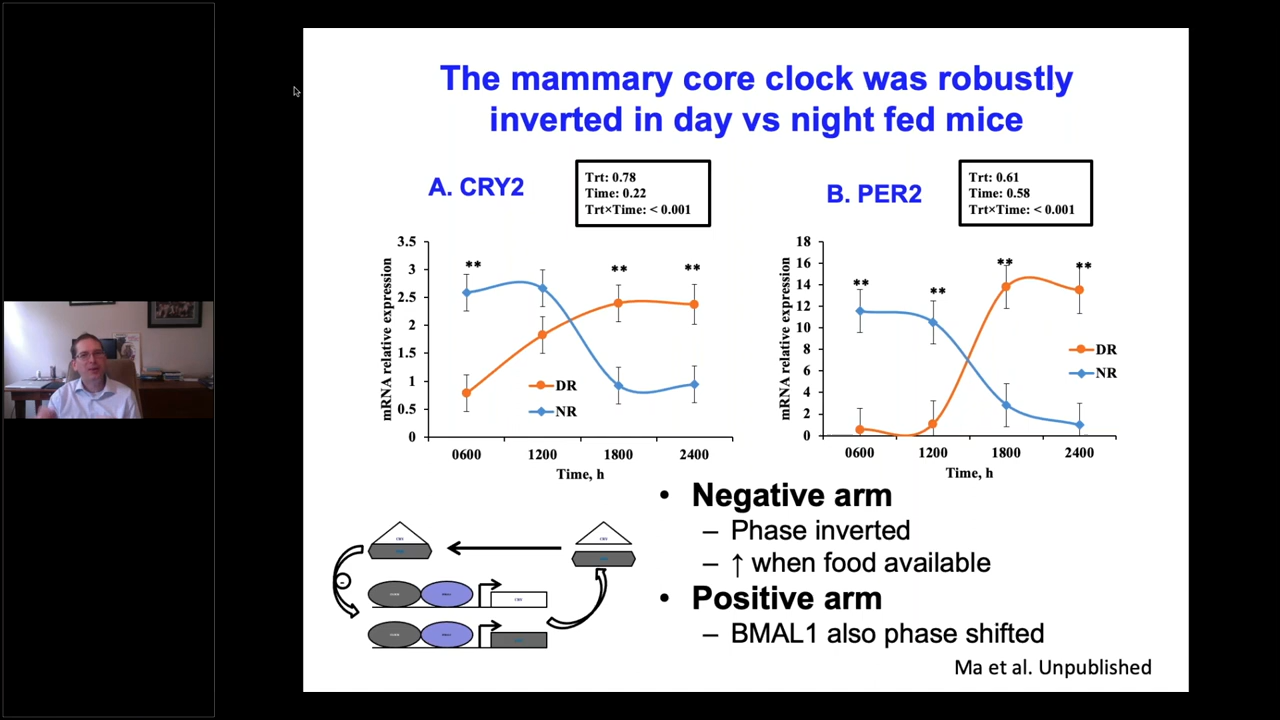 The mammary core clock was robustly
inverted in day vs night fed mice
A. CRY2
Trt: 0.78
Time: 0.22
Trt×Time: < 0.001
B. PER2
Trt: 0.61
Time: 0.58
Trt×Time: < 0.001
mRNA relative expression
3.5
3
2.5
2
1.5
1
0.5
0
**
**
**
DR
NR
0600
1200
1800
2400
Time, h
mRNA relative expression
18
16
14
12
10
8
6
4
2
0
**
**
**
**
DR
NR
0600
1200
1800
2400
Time, h
• Negative arm
– Phase inverted
– ↑ when food available
• Positive arm
– BMAL1 also phase shifted
CRY
CRY
CRY
Ma et al. Unpublished